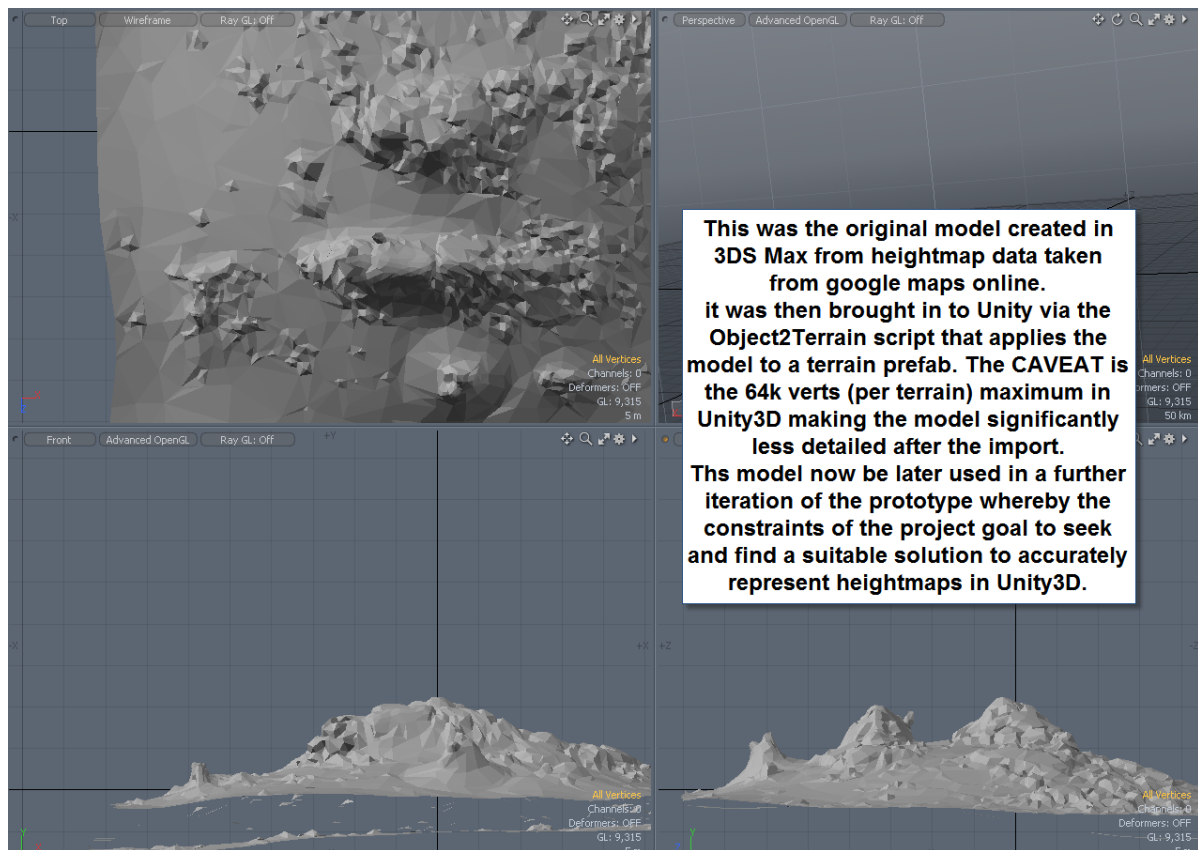 Top Wireframe Ray GL: Off
Perspective Advanced OpenGL Ray GL: Off
This was the original model created in
3DS Max from heightmap data taken
from google maps online.
it was then brought in to Unity via the
Object2Terrain script that applies the
model to a terrain prefab. The CAVEAT is
the 64k verts (per terrain) maximum in
Unity3D making the model significantly
less detailed after the import.
Ths model now be later used in a further
iteration of the prototype whereby the
constraints of the project goal to seek
and find a suitable solution to accurately
represent heightmaps in Unity3D.
-X
Z
All Vertices
Channels: 0
Deformers: OFF
GL: 9,315
5 m
All Vertices
Channels: 0
ormers: OFF
GL: 9,315
50 km
Front Advanced OpenGL Ray GL: Off
+Y
-X
+X
+Z
-Z
All Vertices
Channels: 0
Deformers: OFF
GL: 9,315
5 m
Y
All Vertices
Channels: 0
Deformers: OFF
GL: 9,315
5 m
Y